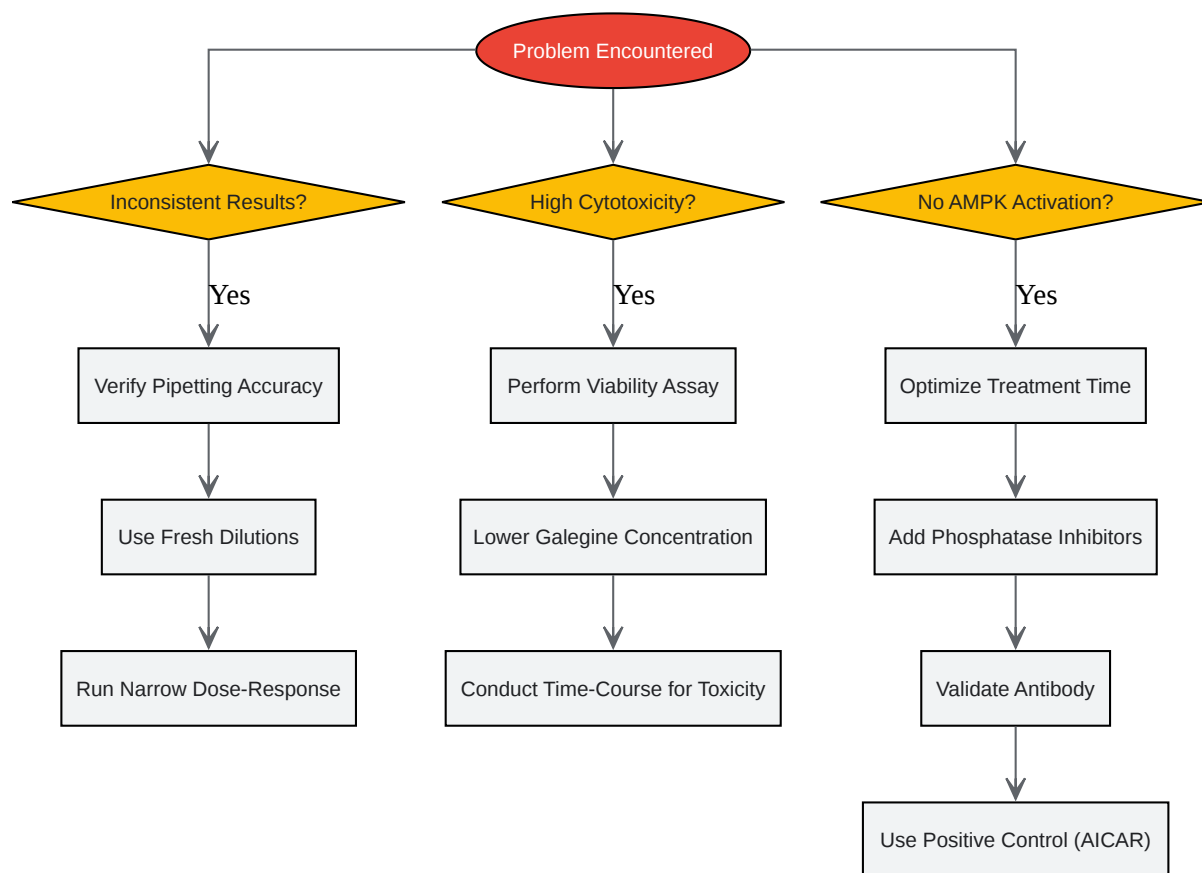 Problem Encountered
Inconsistent Results?
High Cytotoxicity?
No AMPK Activation?
Yes
Yes
Yes
Verify Pipetting Accuracy
Perform Viability Assay
Optimize Treatment Time
Use Fresh Dilutions
Lower Galegine Concentration
Add Phosphatase Inhibitors
Run Narrow Dose-Response
Conduct Time-Course for Toxicity
Validate Antibody
Use Positive Control (AICAR)